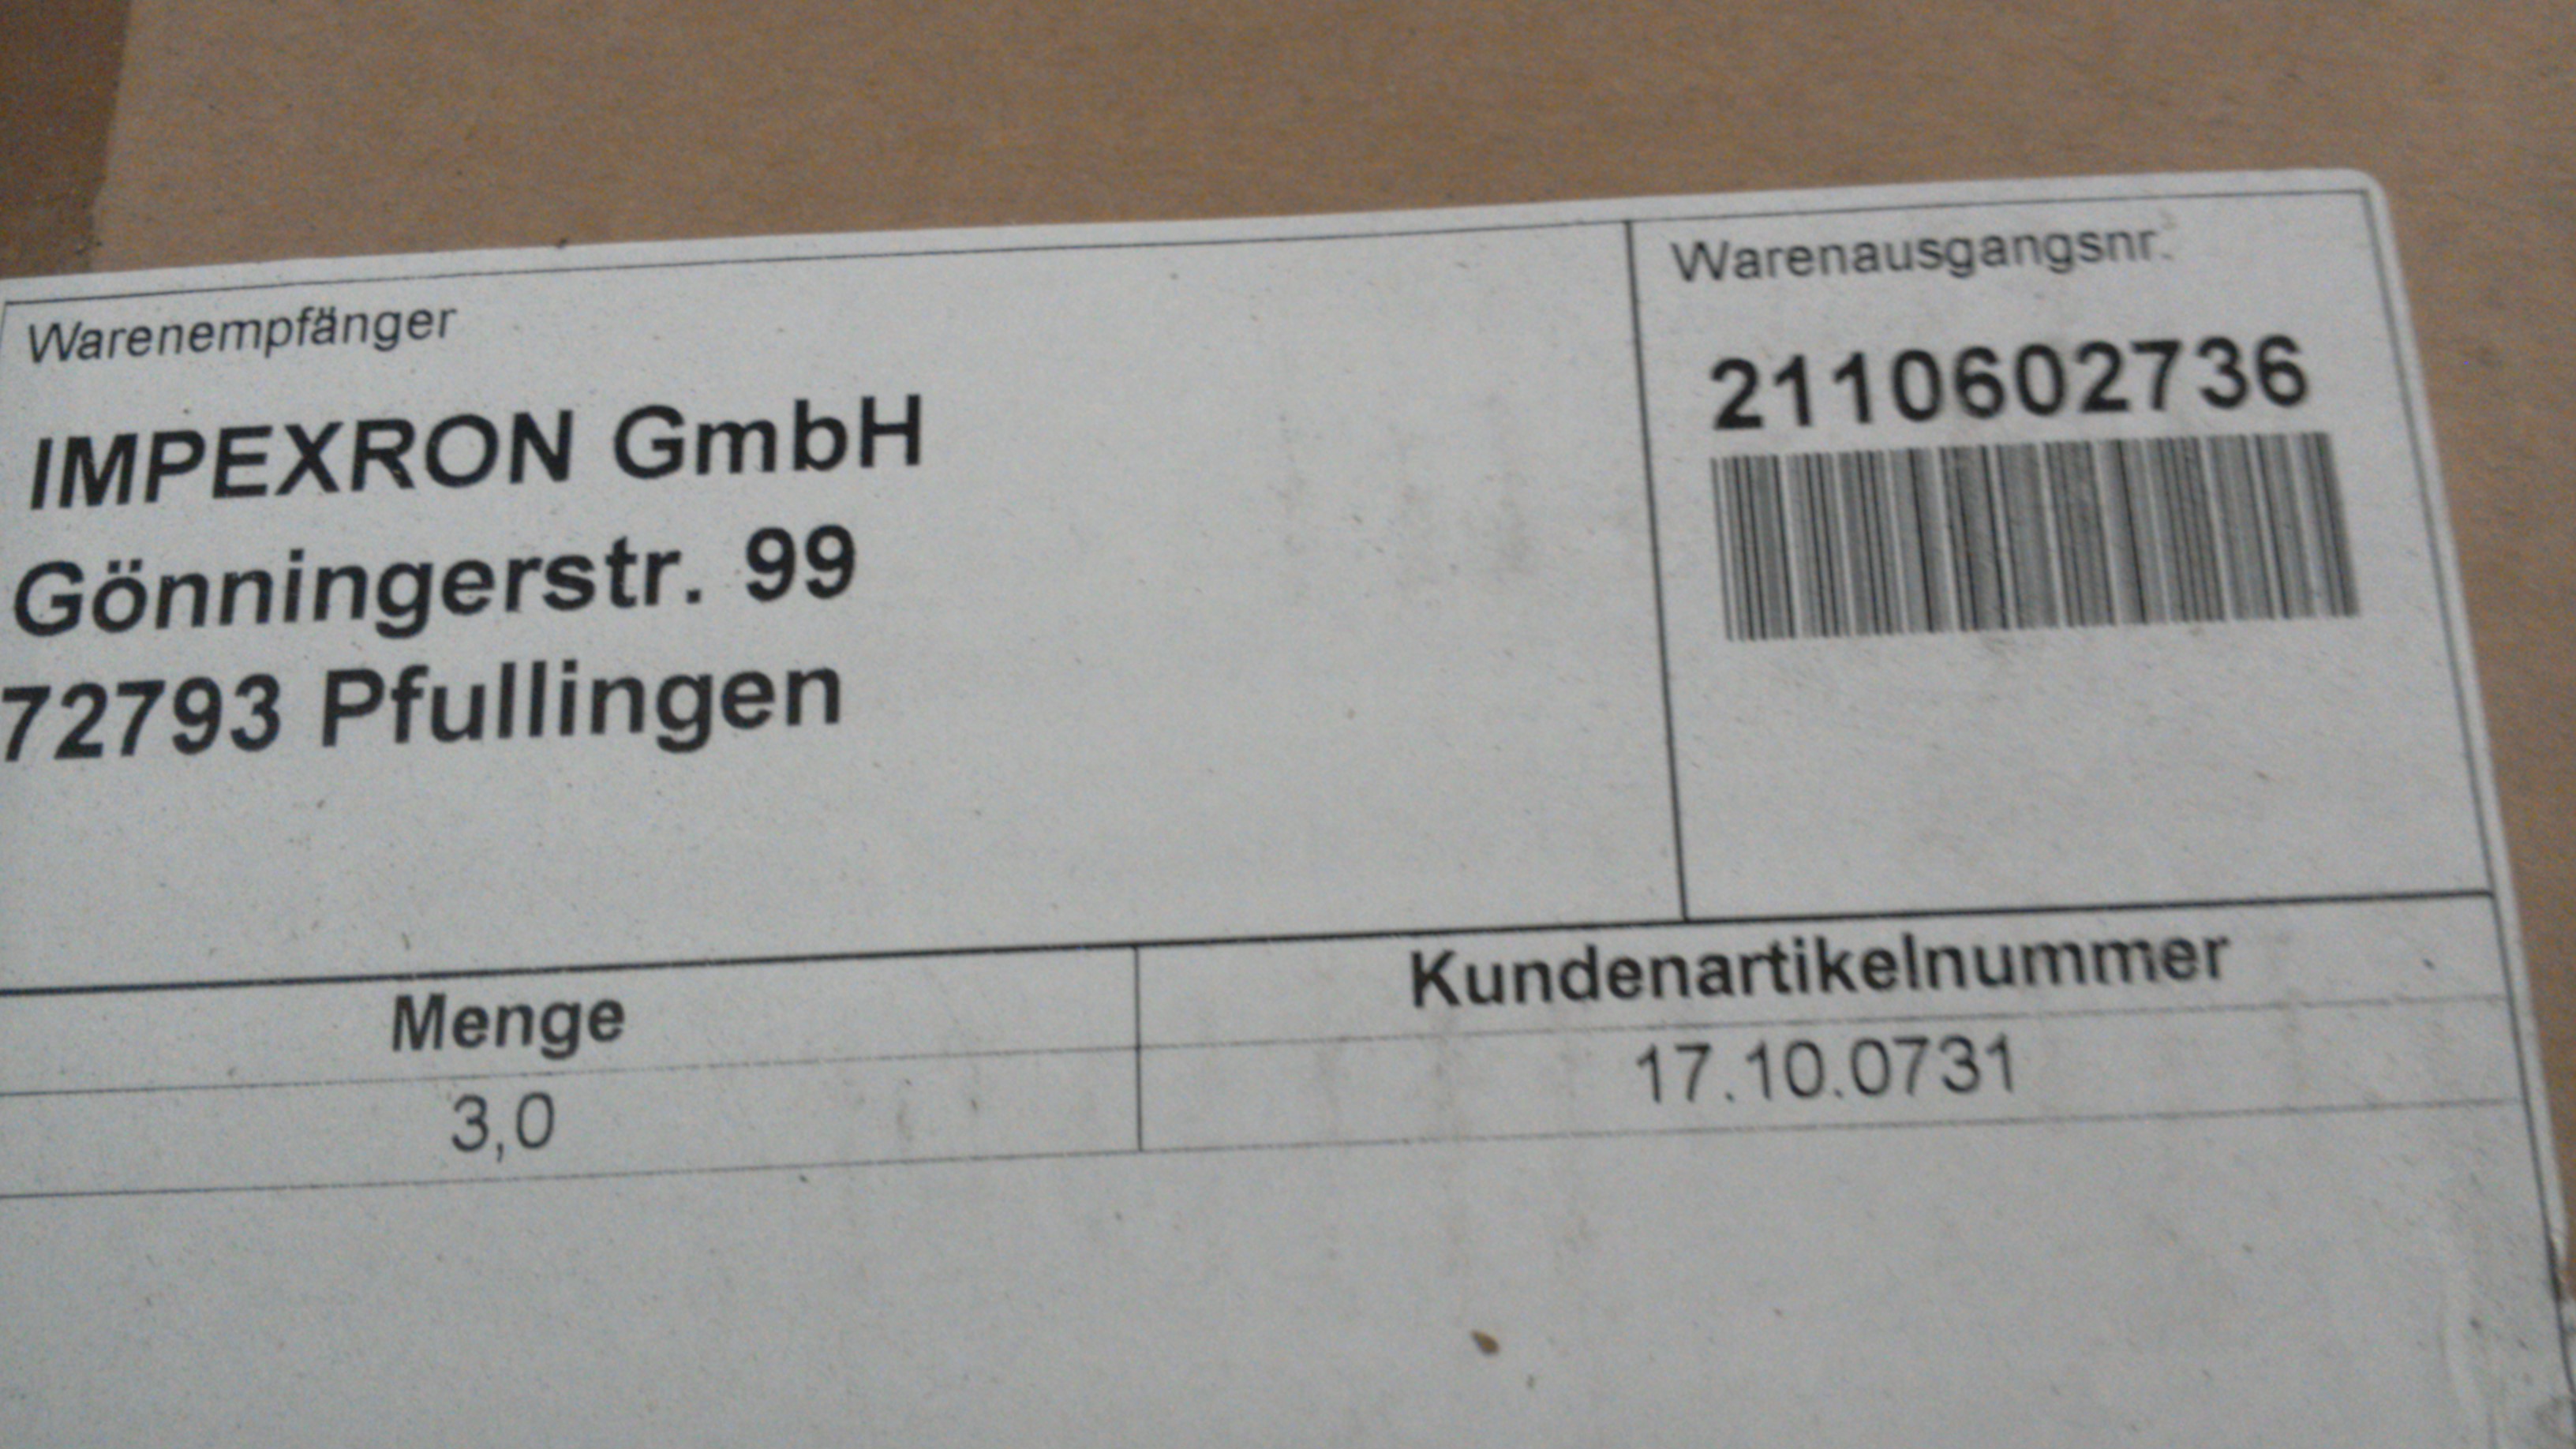 Warenempfänger
IMPEXRON GmbH
Gönningerstr. 99
72793 Pfullingen
Warenausgangsnr.
2110602736
Menge
Kundenartikelnummer
3,0
17.10.0731